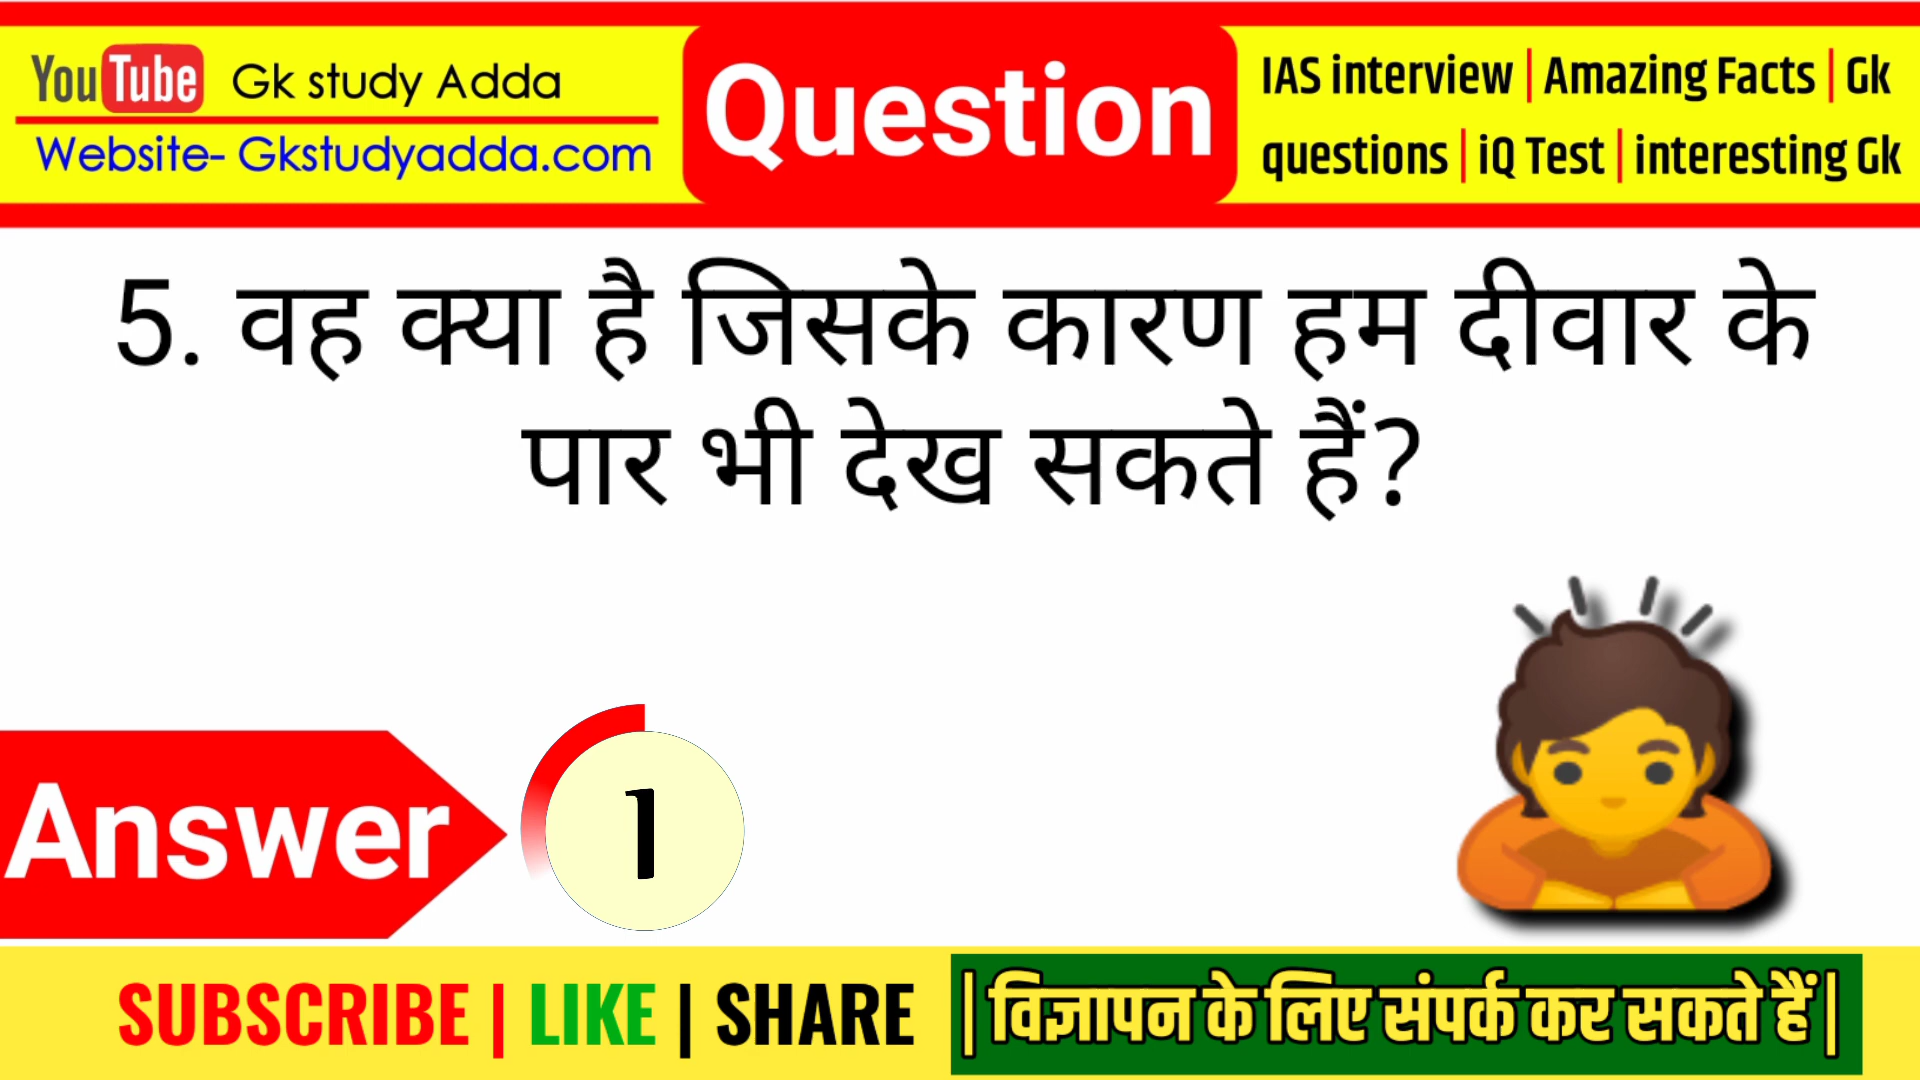 YouTube Gk study Adda
Website- Gkstudyadda.com
Question
IAS interview | Amazing Facts | Gk
questions | iQ Test | interesting Gk
5. वह क्या है जिसके कारण हम दीवार के
पार भी देख सकते हैं?
Answer
1
SUBSCRIBE | LIKE | SHARE
| विज्ञापन के लिए संपर्क कर सकते हैं |